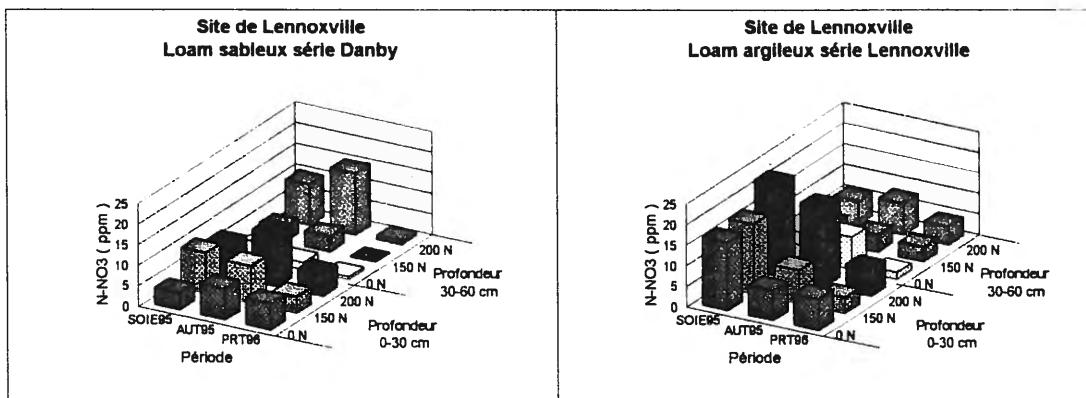 Site de Lennoxville
Loam sableux série Danby
N-NO3 ( ppm )
25
20
15
10
5
0
SOIE95
AUT95
PRT96
Période
0 N
150 N
200 N
0 N
150 N
200 N
Profondeur
30-60 cm
Profondeur
0-30 cm
Site de Lennoxville
Loam argileux série Lennoxville
N-NO3 ( ppm )
25
20
15
10
5
0
SOIE95
AUT95
PRT96
Période
0 N
150 N
200 N
0 N
150 N
200 N
Profondeur
30-60 cm
Profondeur
0-30 cm